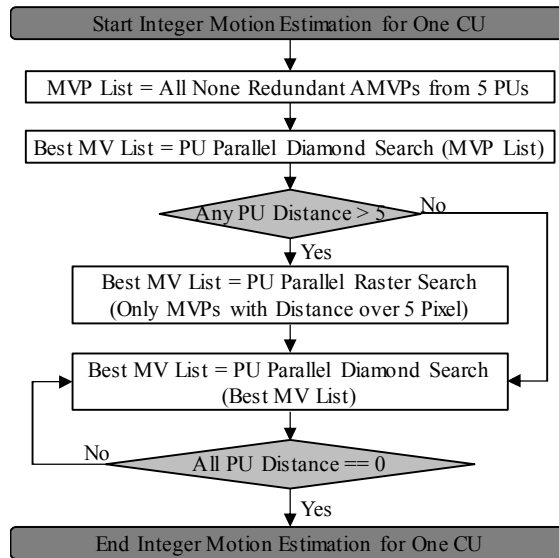 Start Integer Motion Estimation for One CU
MVP List = All None Redundant AMVPs from 5 PUs
Best MV List = PU Parallel Diamond Search (MVP List)
Any PU Distance > 5
No
Yes
Best MV List = PU Parallel Raster Search
(Only MVPs with Distance over 5 Pixel)
Best MV List = PU Parallel Diamond Search
(Best MV List)
No
All PU Distance == 0
Yes
End Integer Motion Estimation for One CU